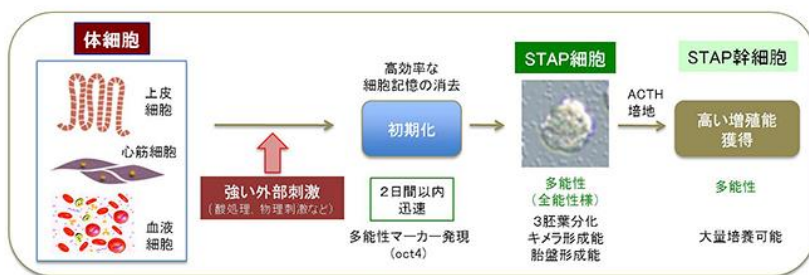 体細胞
上皮
細胞
心筋細胞
血液
細胞
強い外部刺激
(酸処理、物理刺激など)
高効率な
細胞記憶の消去
初期化
2日間以内
迅速
多能性マーカー発現
(oct4)
STAP細胞
多能性
(全能性様)
3胚葉分化
キメラ形成能
胎盤形成能
ACTH
培地
STAP幹細胞
高い増殖能
獲得
多能性
大量培養可能